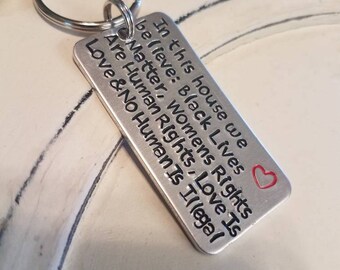 In this house we
believe: Black Lives
Matter, Womens Rights
Are Human Rights, Love Is
Love & No Human Is Illegal